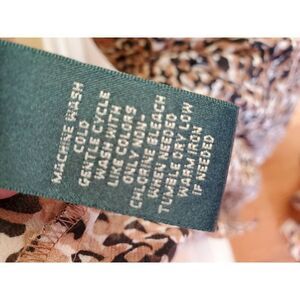 MACHINE WASH
COLD
GENTLE CYCLE
WASH WITH
LIKE COLORS
ONLY NON-
CHLORINE BLEACH
WHEN NEEDED
TUMBLE DRY LOW
WARM IRON
IF NEEDED